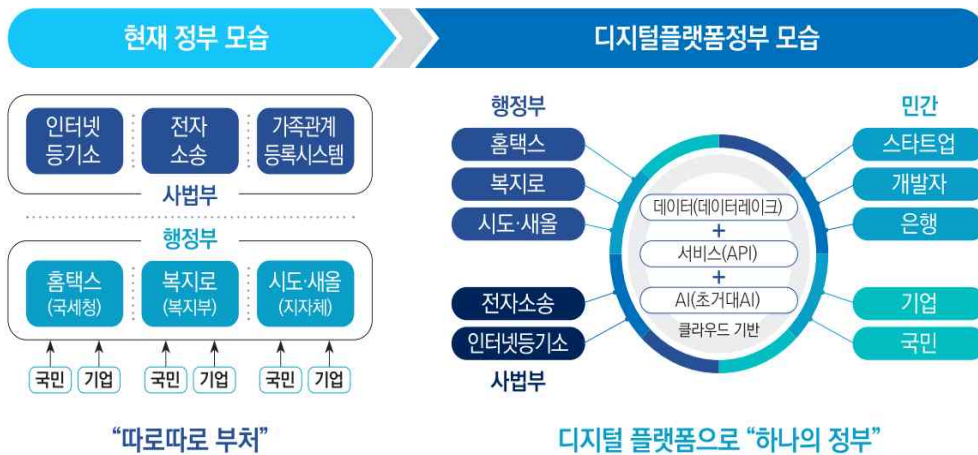 현재 정부 모습
인터넷
등기소
전자
소송
가족관계
등록시스템
사법부
행정부
홈택스
(국세청)
복지로
(복지부)
시도·새올
(지자체)
국민
기업
국민
기업
국민
기업
“따로따로 부처”
디지털플랫폼정부 모습
행정부
홈택스
복지로
시도·새올
전자소송
인터넷등기소
사법부
데이터(데이터레이크)
+
서비스(API)
+
AI(초거대AI)
클라우드 기반
민간
스타트업
개발자
은행
기업
국민
디지털 플랫폼으로 “하나의 정부”